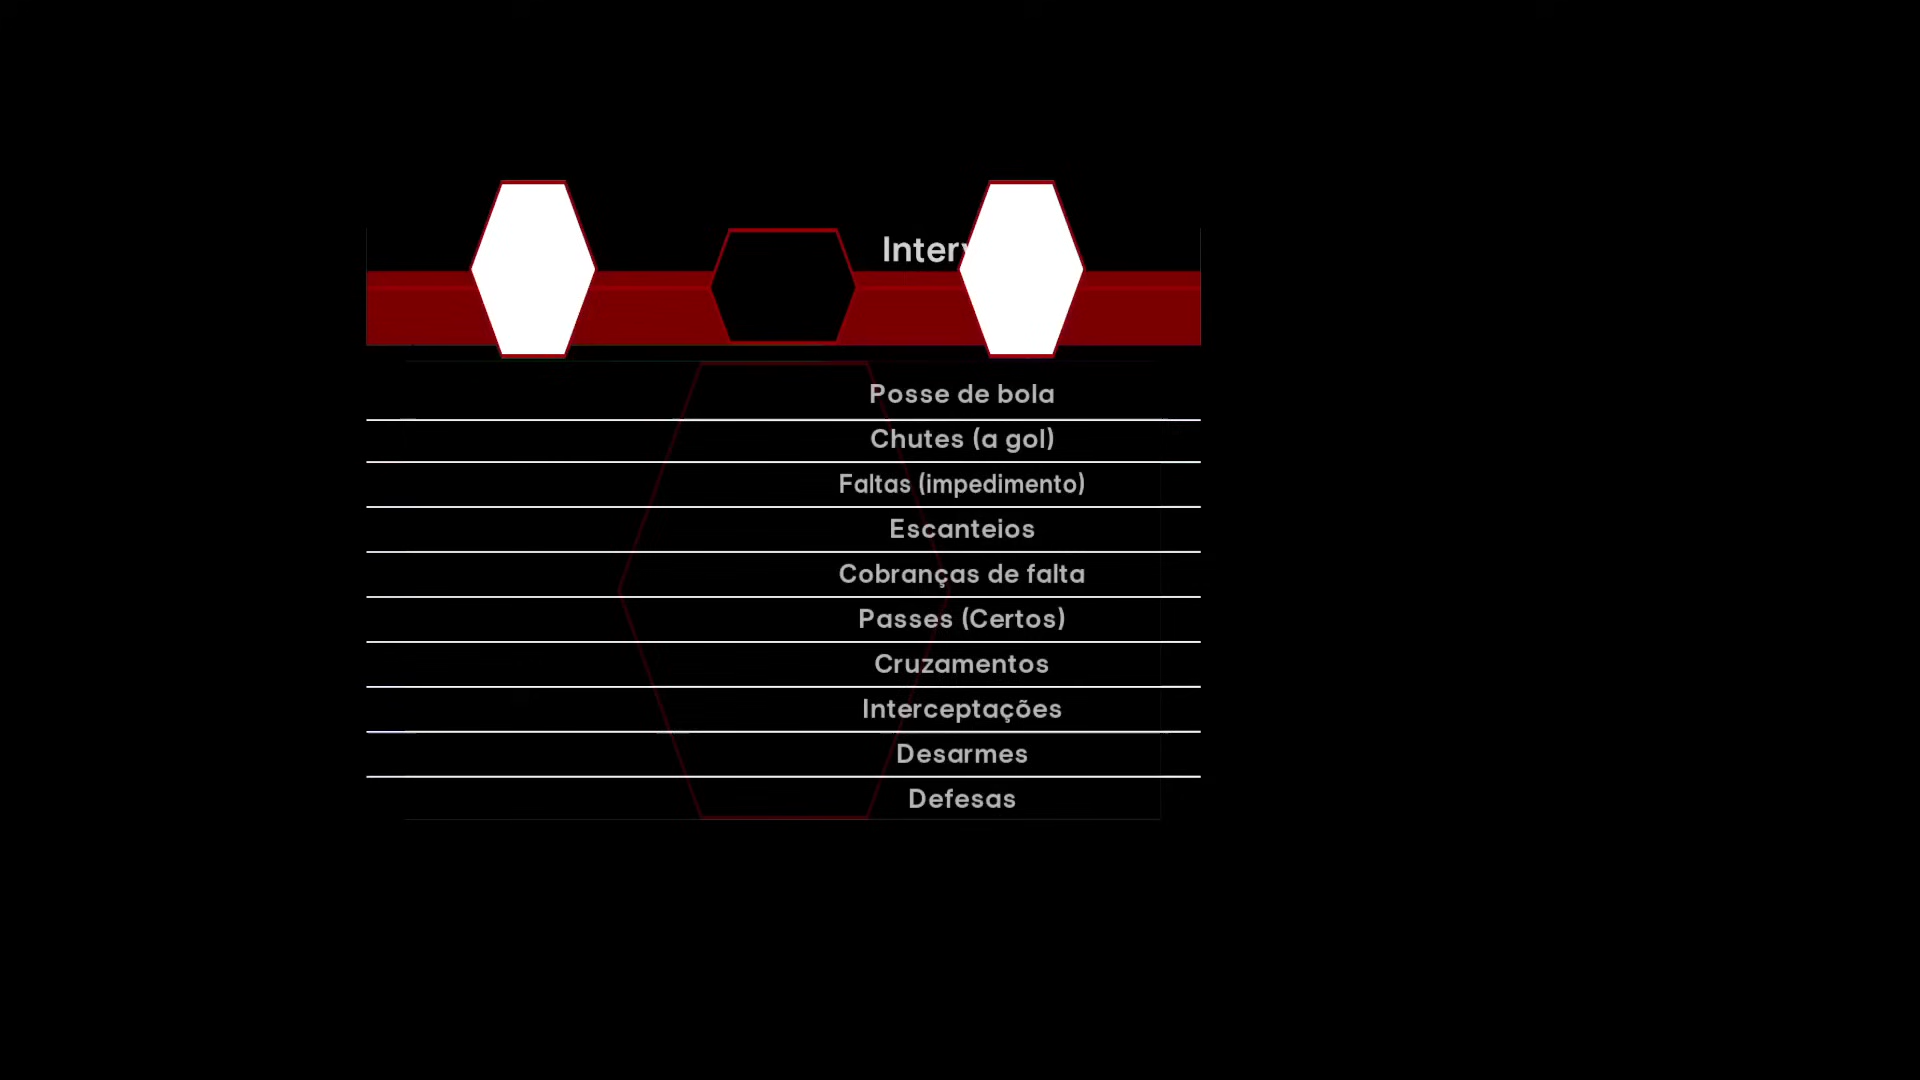 Inter
Posse de bola
Chutes (a gol)
Faltas (impedimento)
Escanteios
Cobranças de falta
Passes (Certos)
Cruzamentos
Interceptações
Desarmes
Defesas